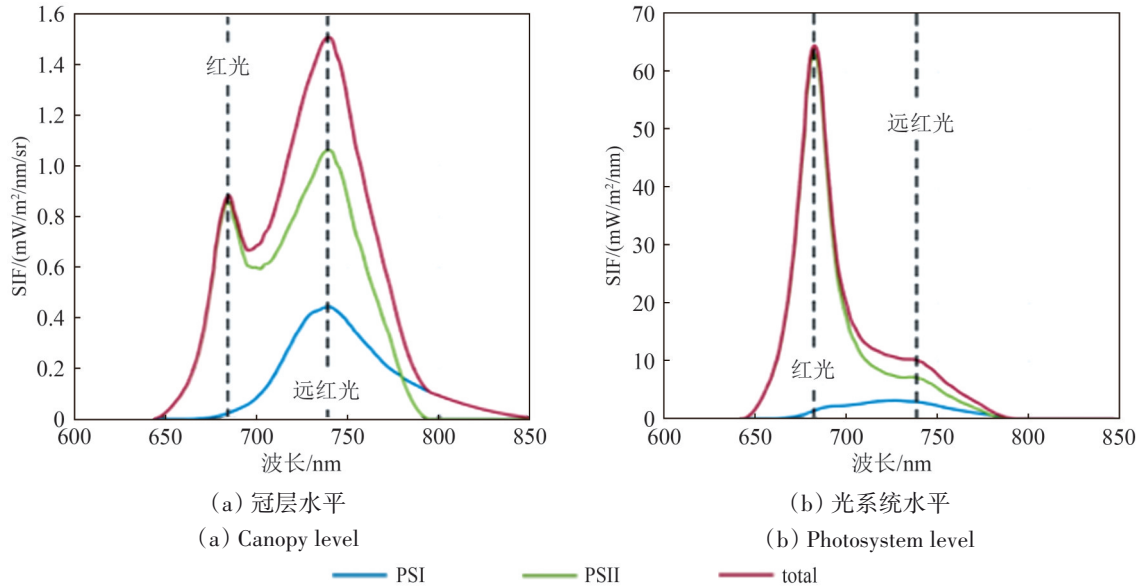 1.6
1.4
1.2
1.0
0.8
0.6
0.4
0.2
0
SIF/(mW/m²/nm/sr)
红光
远红光
600 650 700 750 800 850
波长/nm
(a) 冠层水平
(a) Canopy level
70
60
50
40
30
20
10
0
SIF/(mW/m²/nm)
远红光
红光
600 650 700 750 800 850
波长/nm
(b) 光系统水平
(b) Photosystem level
PSI PSII total